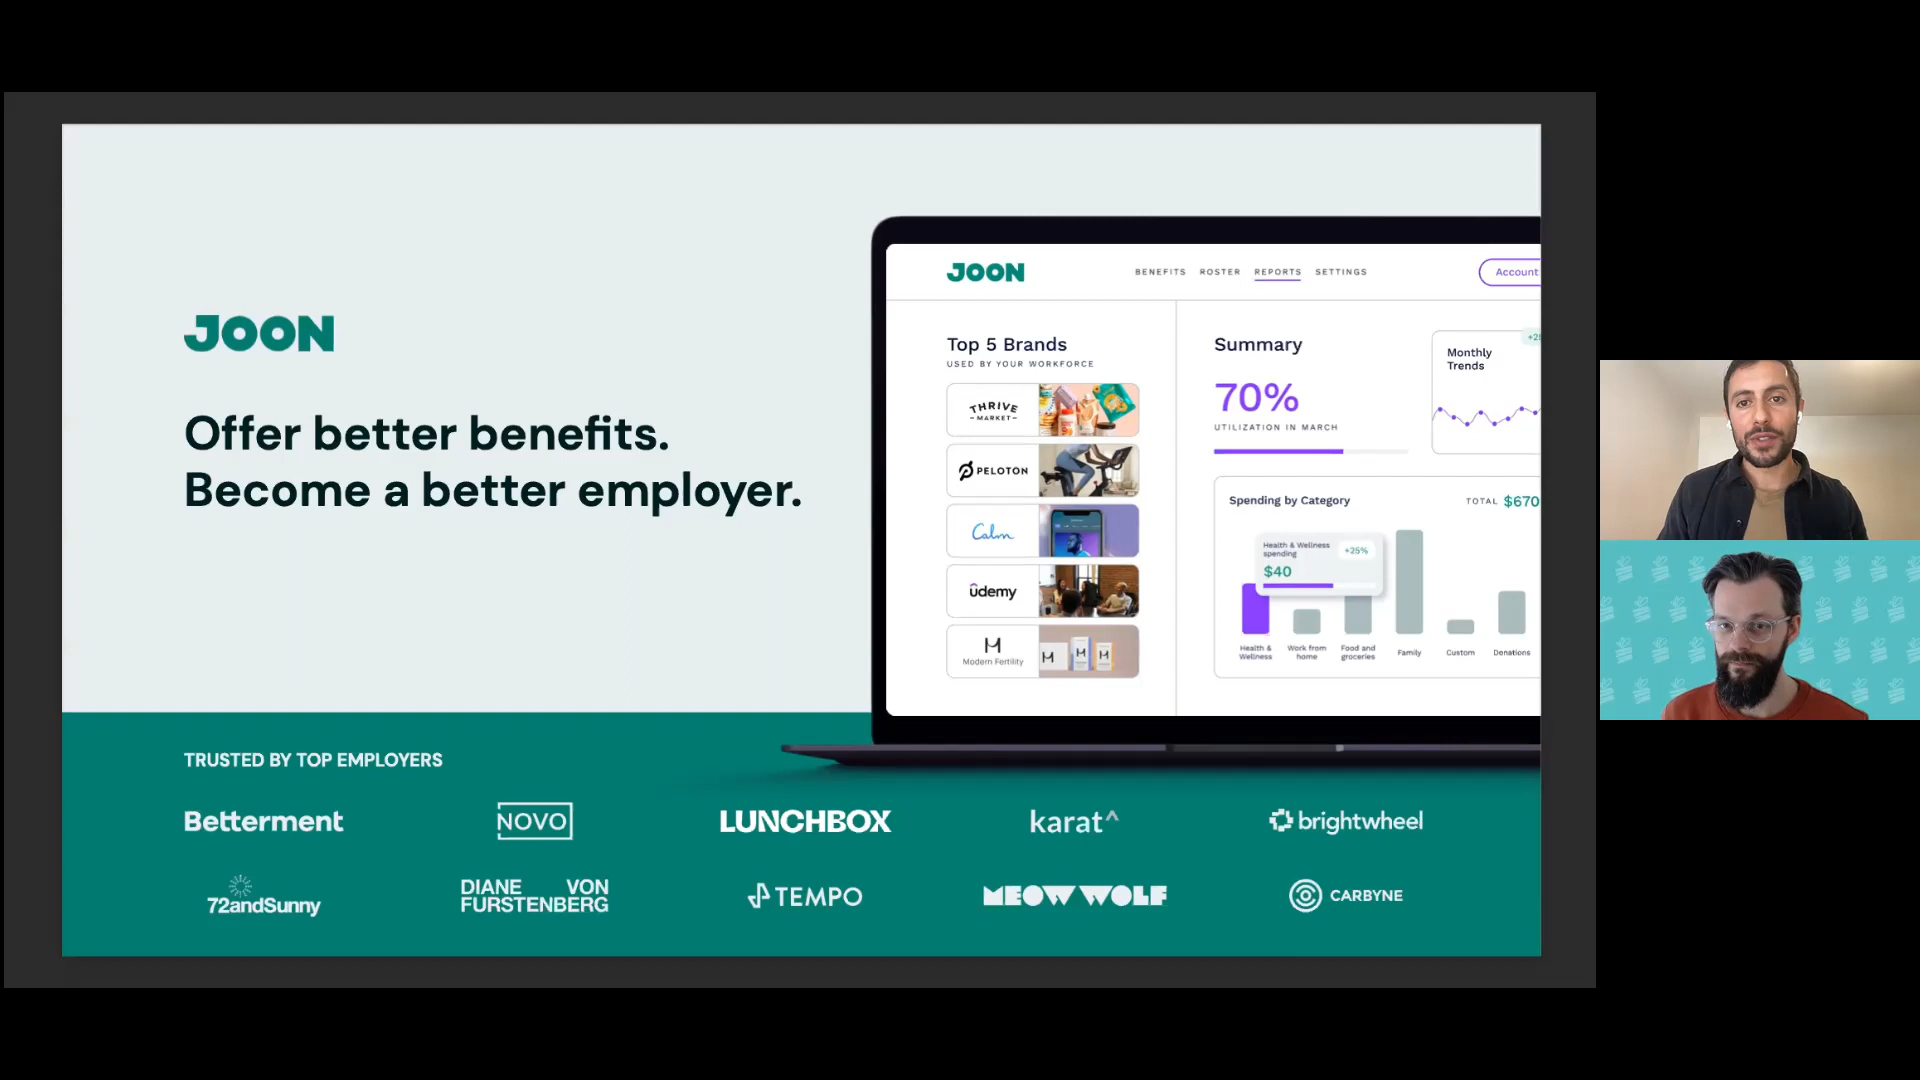 JOON
Offer better benefits.
Become a better employer.
JOON
BENEFITS ROSTER REPORTS SETTINGS
Account
Top 5 Brands
USED BY YOUR WORKFORCE
THRIVE
MARKET
PELOTON
Calm
udemy
M
Modern Fertility
M M M
Summary
70%
UTILIZATION IN MARCH
Monthly
Trends
Spending by Category
TOTAL $670
Health & Wellness
spending
+25%
$40
Health &
Wellness
Work from
home
Food and
groceries
Family
Custom
Donations
TRUSTED BY TOP EMPLOYERS
Betterment
NOVO
LUNCHBOX
karat^
brightwheel
72andSunny
DIANE VON
FURSTENBERG
TEMPO
MEOW WOLF
CARBYNE